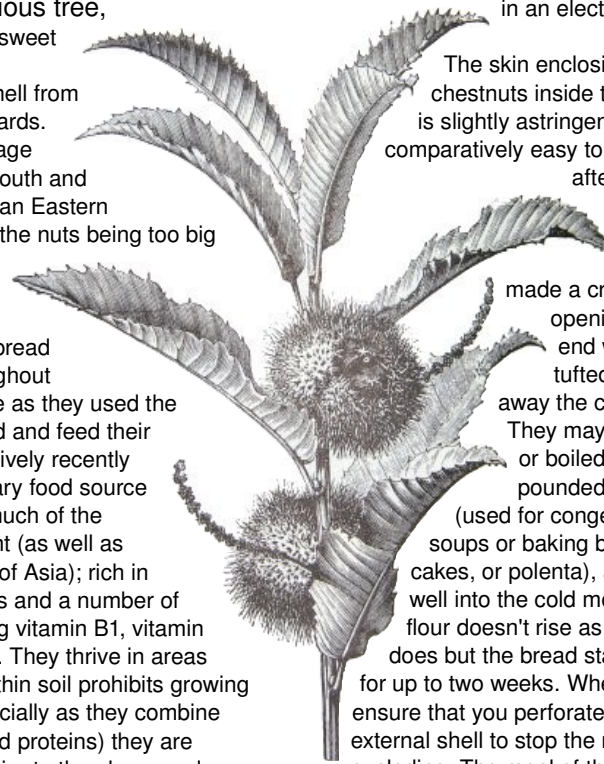 ious tree,
sweet
hell from
ards.
age
outh and
an Eastern
the nuts being too big
oread
ghout
e as they used the
d and feed their
ively recently
ary food source
nuch of the
nt (as well as
of Asia); rich in
s and a number of
g vitamin B1, vitamin
. They thrive in areas
thin soil prohibits growing
cially as they combine
d proteins) they are
in an elect
The skin enclosi
chestnuts inside t
is slightly astringer
comparatively easy to
afte
made a cr
openi
end
tufted
away the c
They may
or boiled
pounded
(used for conge
soups or baking b
cakes, or polenta),
well into the cold mo
flour doesn't rise as
does but the bread sta
for up to two weeks. Whe
ensure that you perforate
external shell to stop the